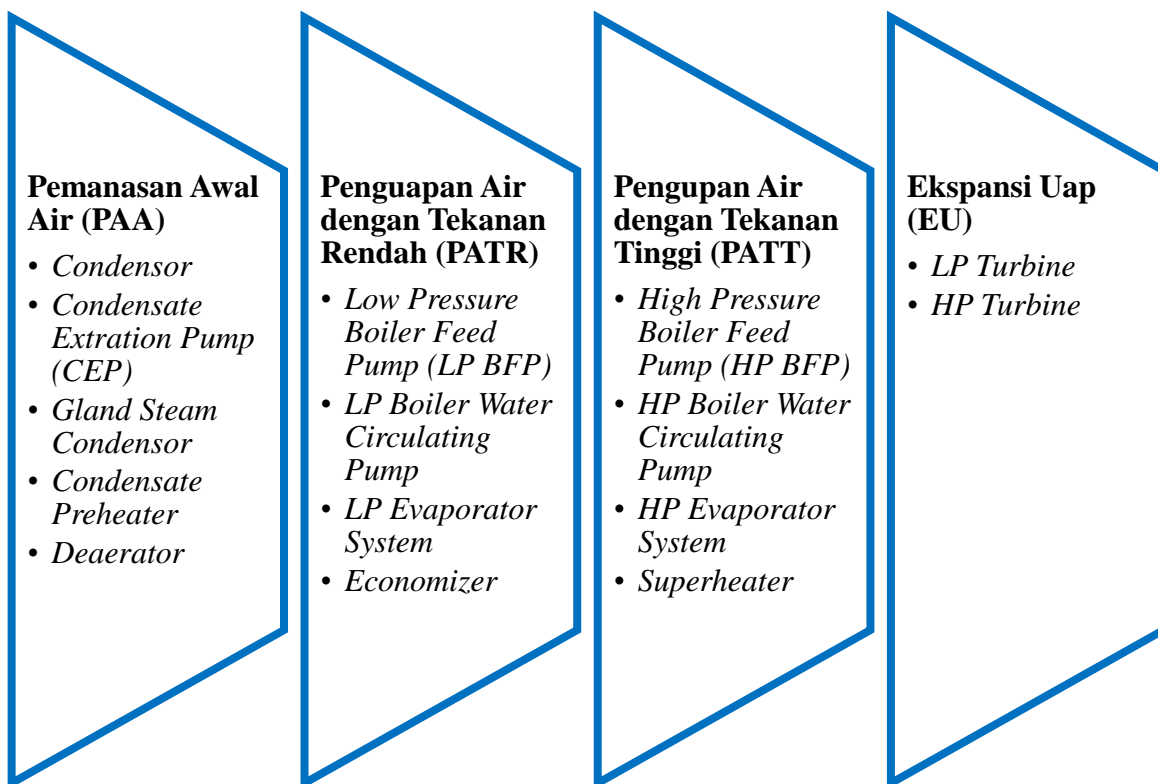 Pemanasan Awal
Air (PAA)
• Condensor
• Condensate
Extration Pump
(CEP)
• Gland Steam
Condensor
• Condensate
Preheater
• Deaerator
Penguapan Air
dengan Tekanan
Rendah (PATR)
• Low Pressure
Boiler Feed
Pump (LP BFP)
• LP Boiler Water
Circulating
Pump
• LP Evaporator
System
• Economizer
Pengupan Air
dengan Tekanan
Tinggi (PATT)
• High Pressure
Boiler Feed
Pump (HP BFP)
• HP Boiler Water
Circulating
Pump
• HP Evaporator
System
• Superheater
Ekspansi Uap
(EU)
• LP Turbine
• HP Turbine